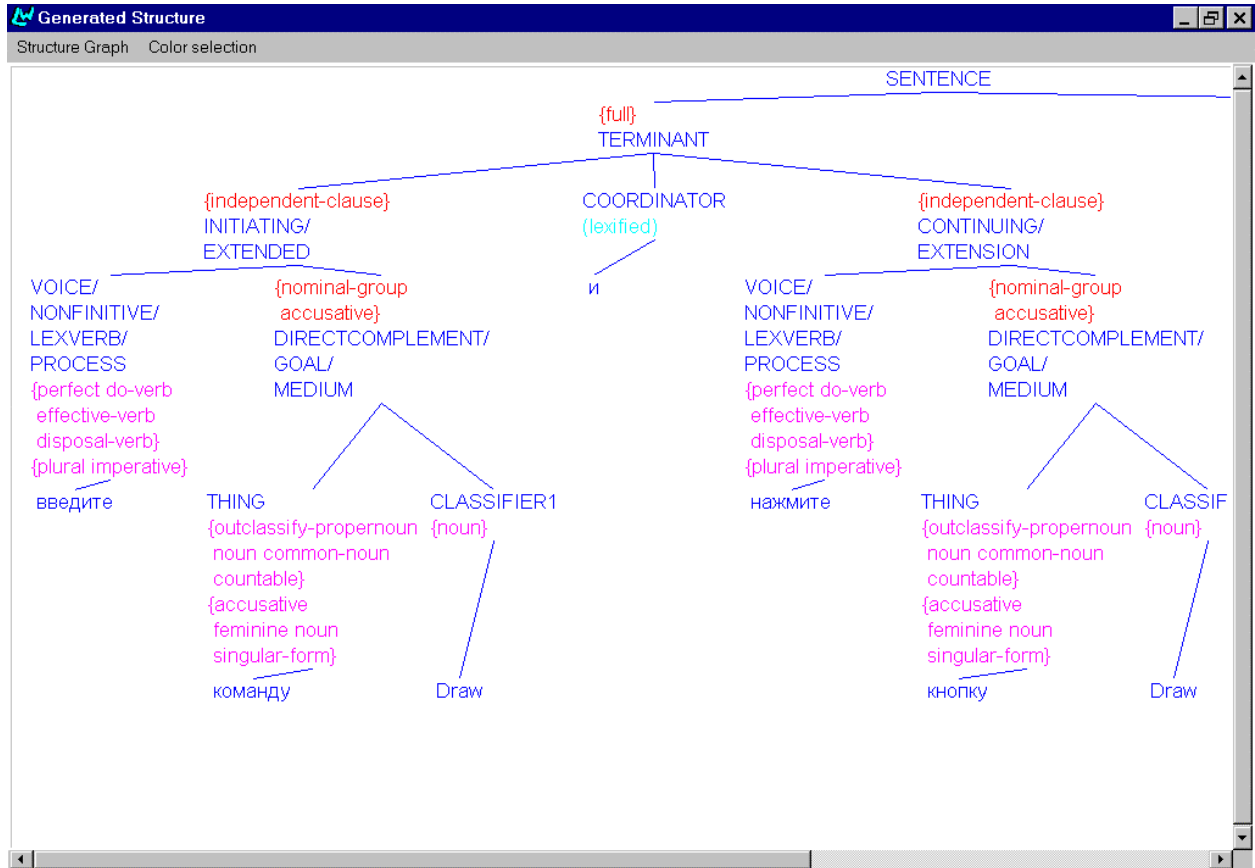 Generated Structure
Structure Graph Color selection
SENTENCE
{full}
TERMINANT
{independent-clause}
INITIATING/
EXTENDED
COORDINATOR
(lexified)
{independent-clause}
CONTINUING/
EXTENSION
VOICE/
NONFINITIVE/
LEXVERB/
PROCESS
{perfect do-verb
effective-verb
disposal-verb}
{plural imperative}
введите
{nominal-group
accusative}
DIRECTCOMPLEMENT/
GOAL/
MEDIUM
THING
{outclassify-propernoun
noun common-noun
countable}
{accusative
feminine noun
singular-form}
команду
CLASSIFIER1
{noun}
Draw
и
VOICE/
NONFINITIVE/
LEXVERB/
PROCESS
{perfect do-verb
effective-verb
disposal-verb}
{plural imperative}
нажмите
{nominal-group
accusative}
DIRECTCOMPLEMENT/
GOAL/
MEDIUM
THING
{outclassify-propernoun
noun common-noun
countable}
{accusative
feminine noun
singular-form}
кнопку
CLASSIF
{noun}
Draw